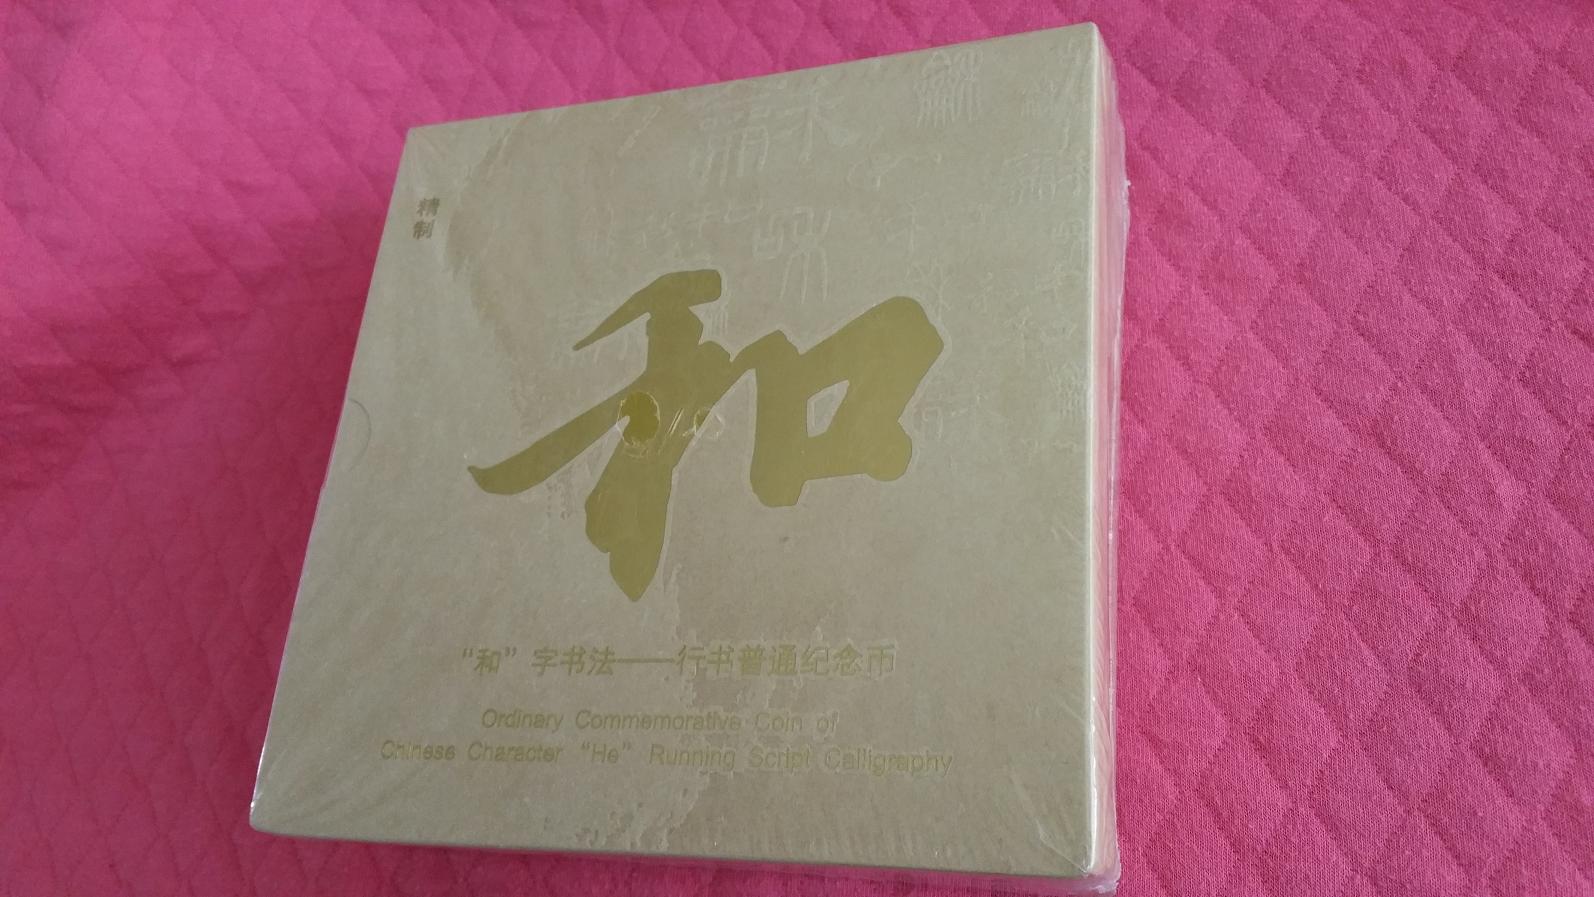 精
制
和
“和”字书法——行书普通纪念币
Ordinary Commemorative Coin of
Chinese Character “He” Running Script Calligraphy